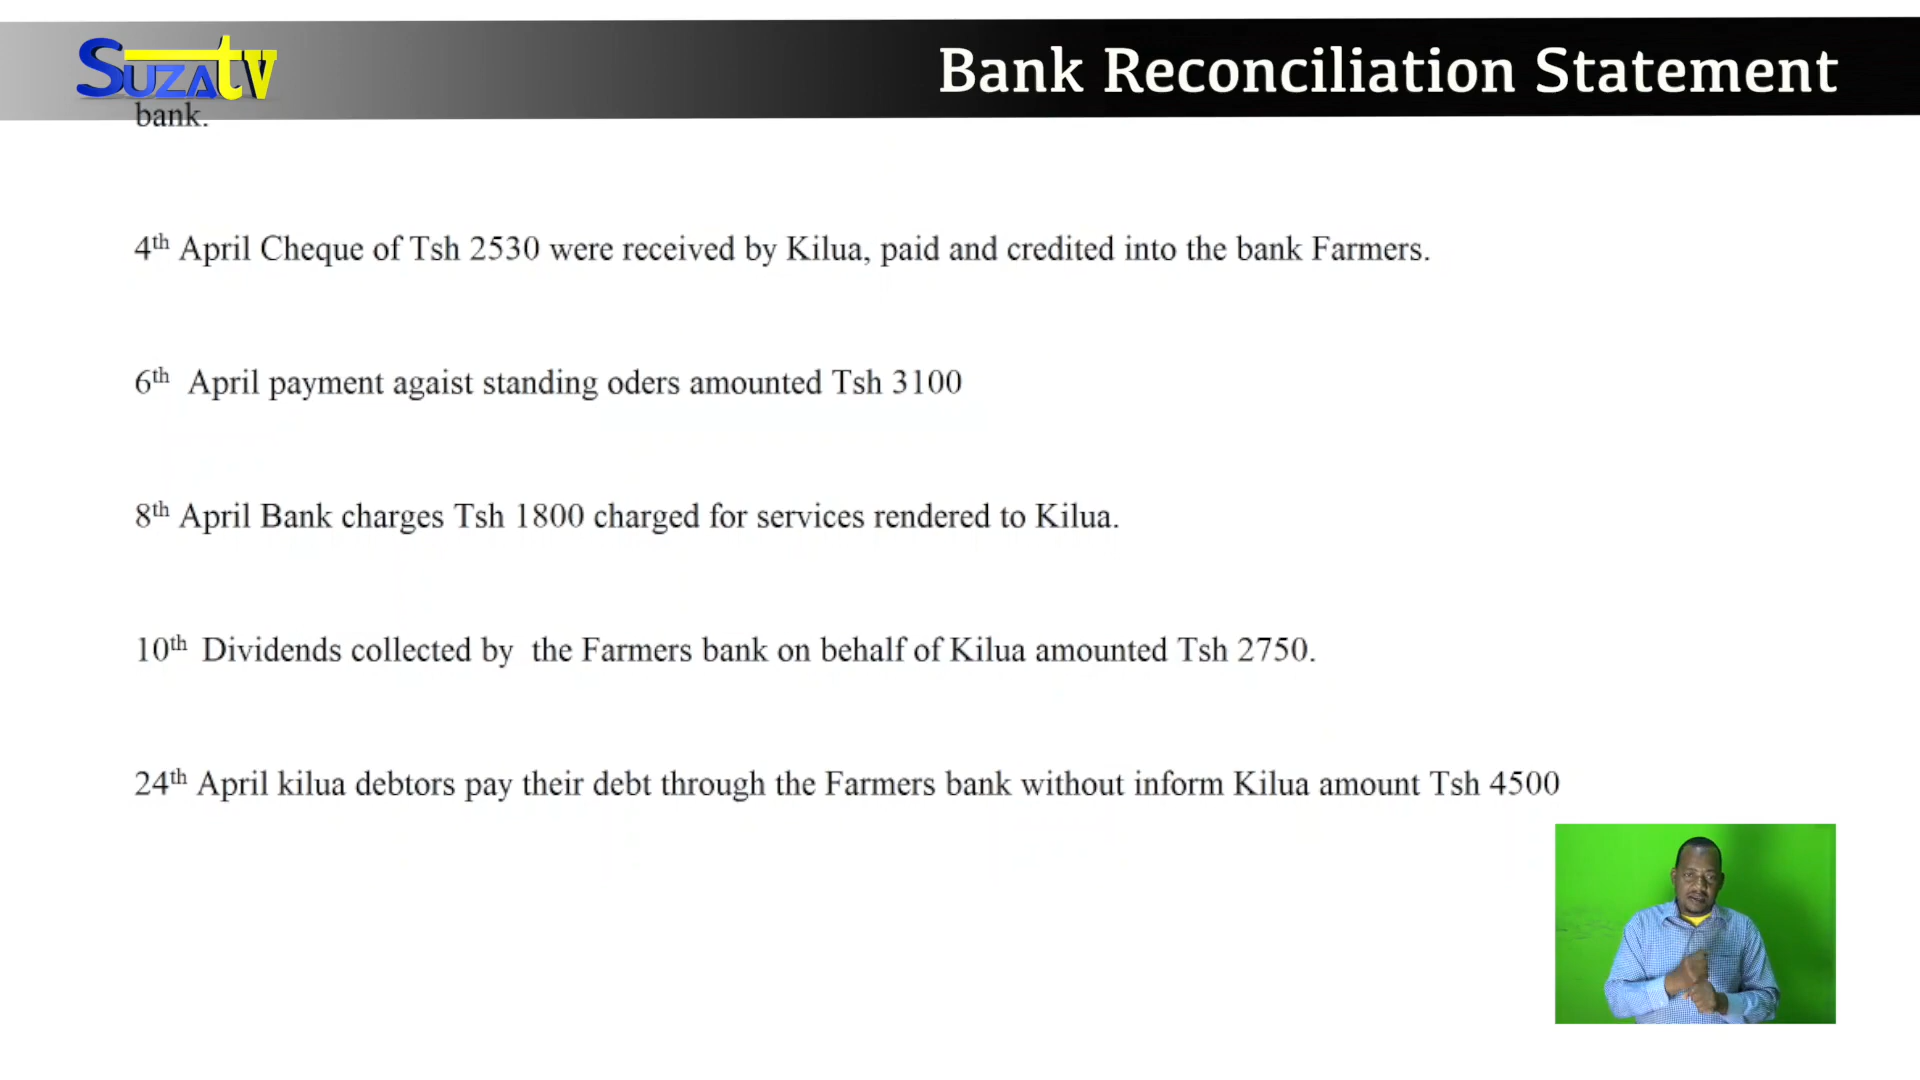 SUZAtv
Bank Reconciliation Statement
bank.
4th April Cheque of Tsh 2530 were received by Kilua, paid and credited into the bank Farmers.
6th April payment agaist standing oders amounted Tsh 3100
8th April Bank charges Tsh 1800 charged for services rendered to Kilua.
10th Dividends collected by the Farmers bank on behalf of Kilua amounted Tsh 2750.
24th April kilua debtors pay their debt through the Farmers bank without inform Kilua amount Tsh 4500